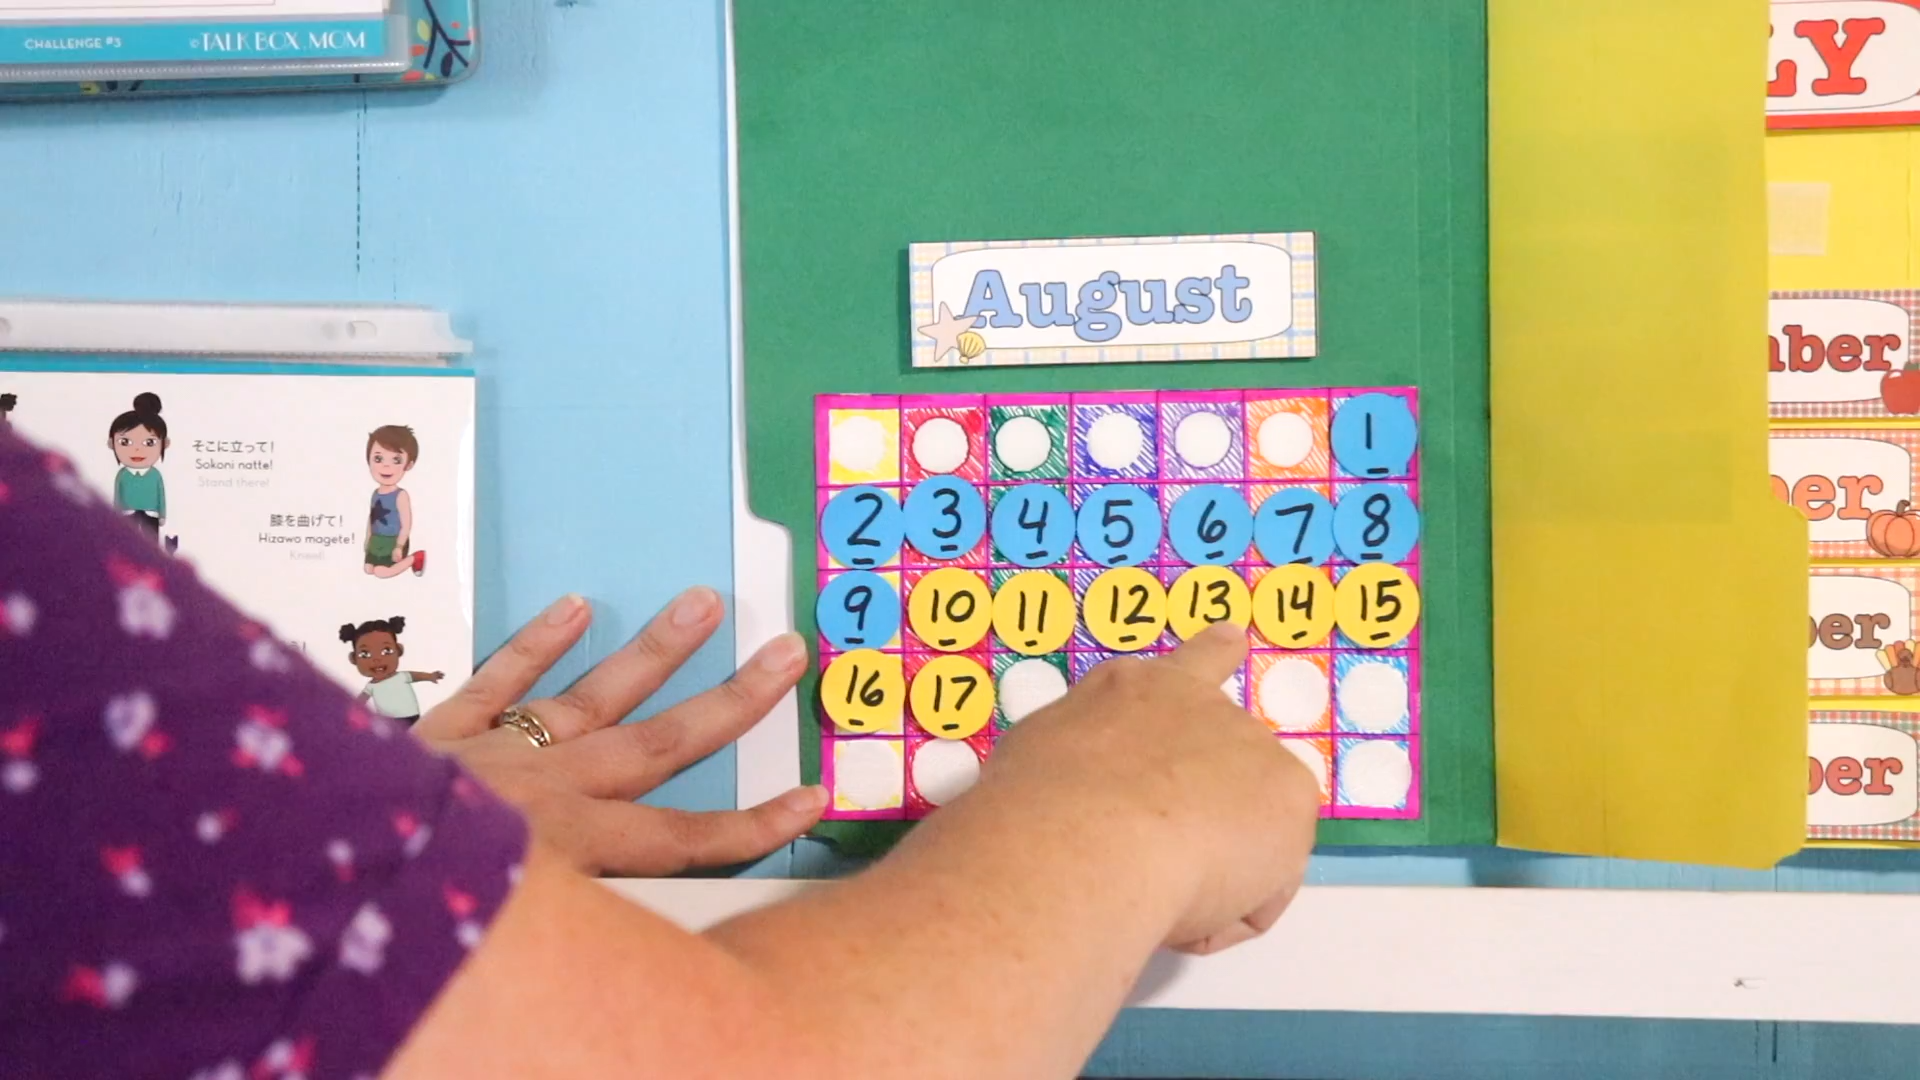 CHALLENGE #3 ©TALK BOX.MOM
LY
August
そこに立って!
Sokoni natte!
Stand there!
膝を曲げて!
Hizawo magete!
Kneel!
1
2 3 4 5 6 7 8
9 10 11 12 13 14 15
16 17
ber
ber
ber
ber